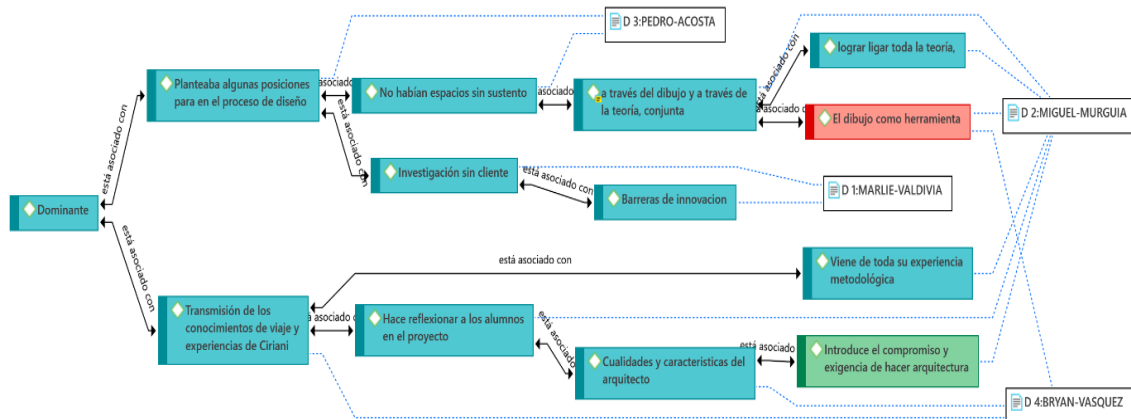 D 3:PEDRO-ACOSTA
Planteaba algunas posiciones
para en el proceso de diseño
asociado
No habían espacios sin sustento
asociado
a través del dibujo y a través de
la teoría, conjunta
está asociado con
lograr ligar toda la teoría,
asociado
El dibujo como herramienta
D 2:MIGUEL-MURGUIA
está asociado con
está asociado con
Investigación sin cliente
está asociado con
Barreras de innovacion
D 1:MARLIE-VALDIVIA
Dominante
está asociado con
está asociado con
Viene de toda su experiencia
metodológica
Transmisión de los
conocimientos de viaje y
experiencias de Ciriani
asociado
Hace reflexionar a los alumnos
en el proyecto
está asociado
Cualidades y características del
arquitecto
está asociado
Introduce el compromiso y
exigencia de hacer arquitectura
D 4:BRYAN-VASQUEZ